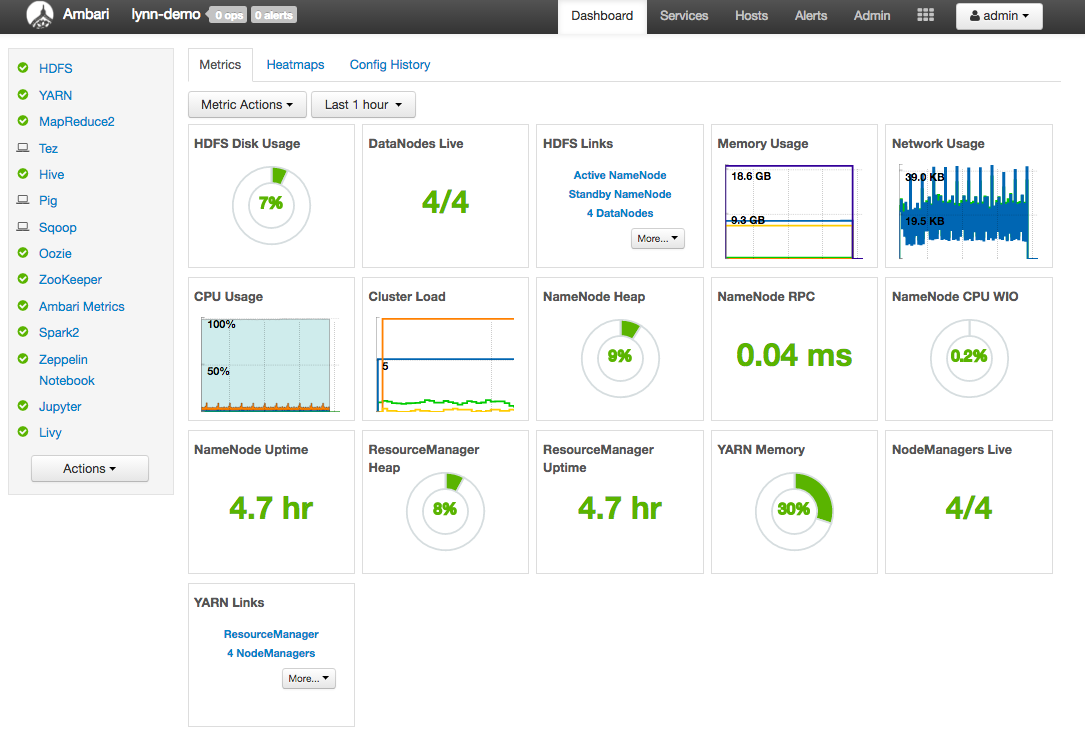 Ambari lynn-demo 0 ops 0 alerts Dashboard Services Hosts Alerts Admin admin
HDFS
YARN
MapReduce2
Tez
Hive
Pig
Sqoop
Oozie
ZooKeeper
Ambari Metrics
Spark2
Zeppelin
Notebook
Jupyter
Livy
Actions
Metrics Heatmaps Config History
Metric Actions Last 1 hour
HDFS Disk Usage
7%
DataNodes Live
4/4
HDFS Links
Active NameNode
Standby NameNode
4 DataNodes
More...
Memory Usage
18.6 GB
9.3 GB
Network Usage
39.0 KB
19.5 KB
CPU Usage
100%
50%
Cluster Load
5
NameNode Heap
9%
NameNode RPC
0.04 ms
NameNode CPU WIO
0.2%
NameNode Uptime
4.7 hr
ResourceManager
Heap
8%
ResourceManager
Uptime
4.7 hr
YARN Memory
30%
NodeManagers Live
4/4
YARN Links
ResourceManager
4 NodeManagers
More...